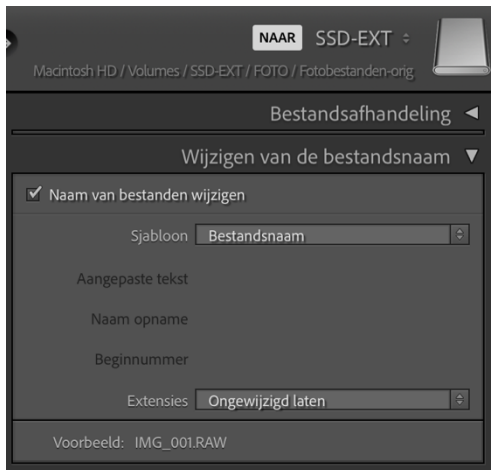 NAAR SSD-EXT
Macintosh HD / Volumes / SSD-EXT / FOTO / Fotobestanden-orig
Bestandsafhandeling
Wijzigen van de bestandsnaam
Naam van bestanden wijzigen
Sjabloon Bestandsnaam
Aangepaste tekst
Naam opname
Beginnummer
Extensies Ongewijzigd laten
Voorbeeld: IMG_001.RAW